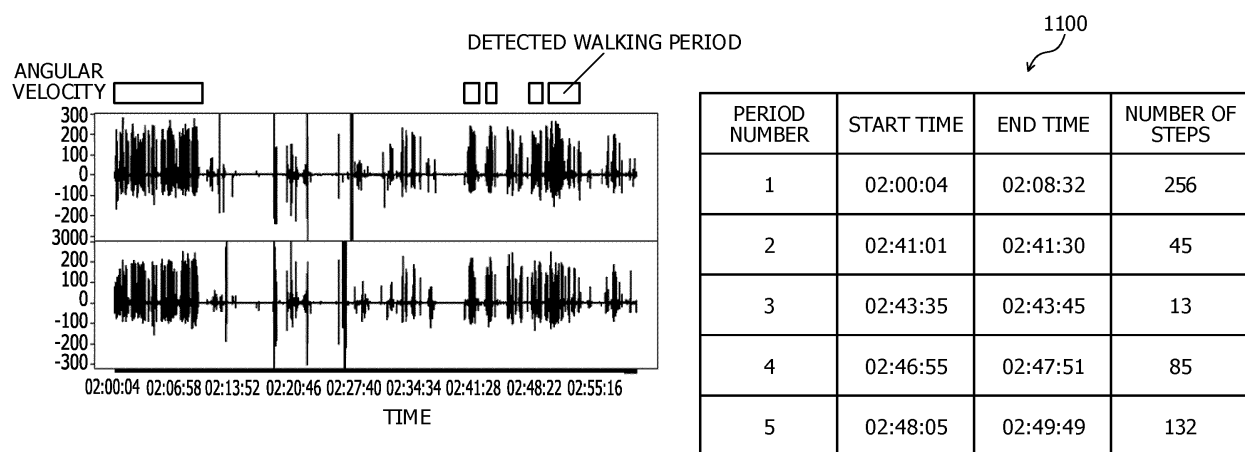 1100
DETECTED WALKING PERIOD
ANGULAR
VELOCITY
300
200
100
0
-100
-200
3000
200
100
0
-100
-200
-300
02:00:04 02:06:58 02:13:52 02:20:46 02:27:40 02:34:34 02:41:28 02:48:22 02:55:16
TIME
PERIOD NUMBER START TIME END TIME NUMBER OF STEPS
1 02:00:04 02:08:32 256
2 02:41:01 02:41:30 45
3 02:43:35 02:43:45 13
4 02:46:55 02:47:51 85
5 02:48:05 02:49:49 132